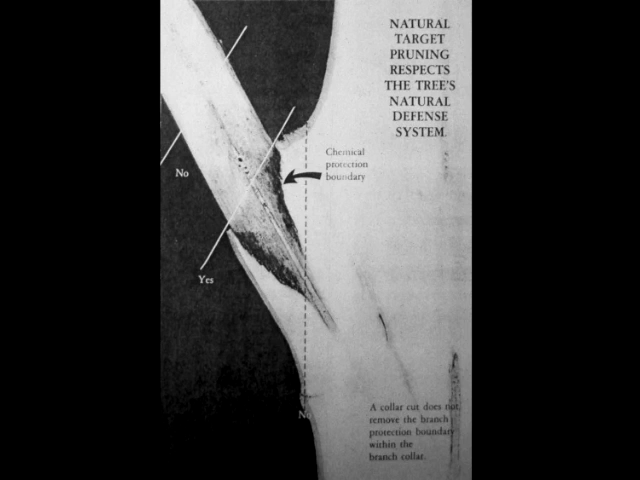 NATURAL
TARGET
PRUNING
RESPECTS
THE TREE'S
NATURAL
DEFENSE
SYSTEM.
Chemical
protection
boundary
No
Yes
No
A collar cut does not
remove the branch
protection boundary
within the
branch collar.